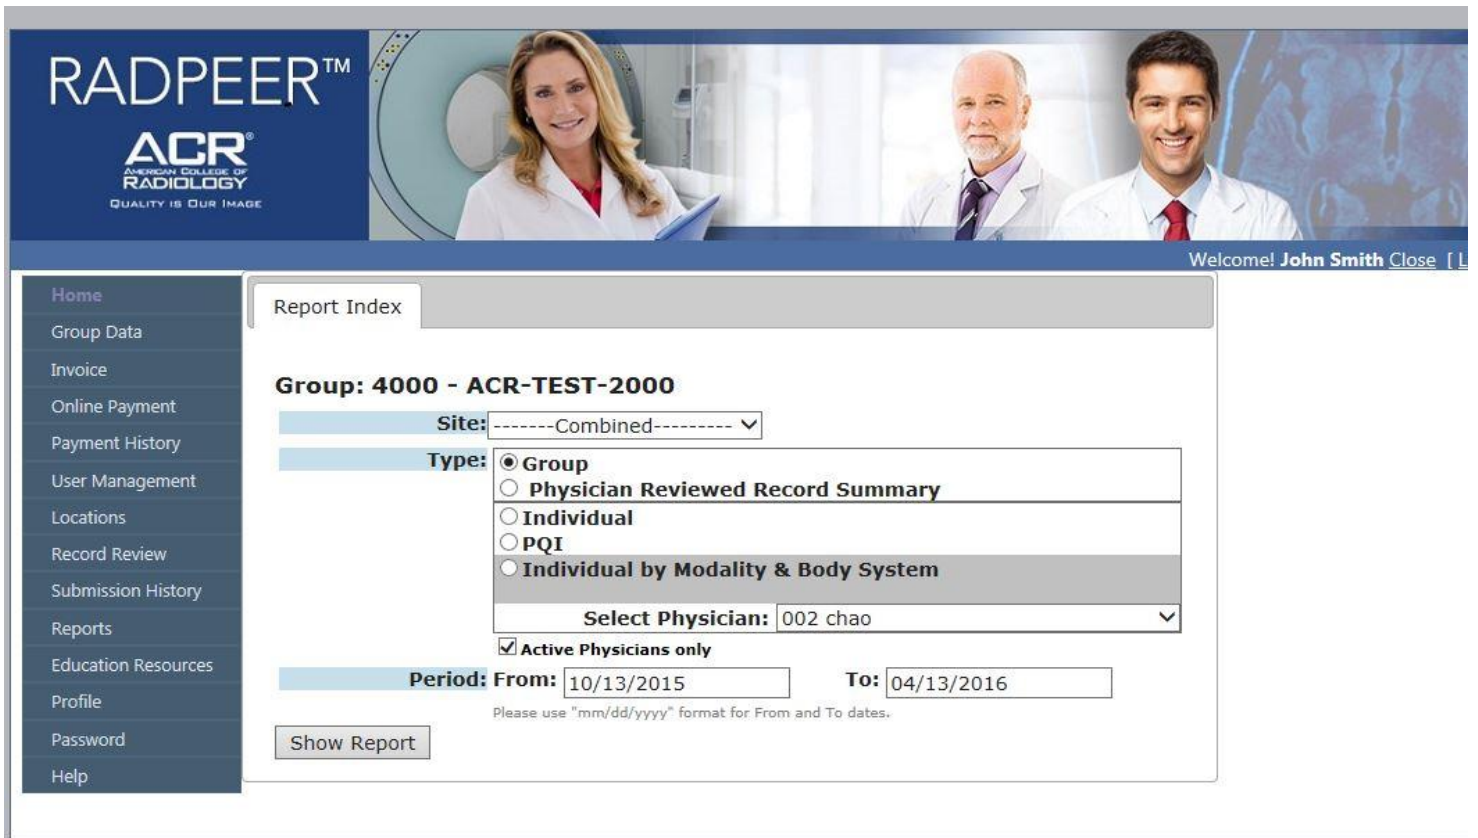 RADPEER™
ACR®
AMERICAN COLLEGE OF
RADIOLOGY
QUALITY IS OUR IMAGE
Welcome! John Smith Close [ L
Home
Group Data
Invoice
Online Payment
Payment History
User Management
Locations
Record Review
Submission History
Reports
Education Resources
Profile
Password
Help
Report Index
Group: 4000 - ACR-TEST-2000
Site: -------Combined---------
Type: Group
Physician Reviewed Record Summary
Individual
PQI
Individual by Modality & Body System
Select Physician: 002 chao
Active Physicians only
Period: From: 10/13/2015 To: 04/13/2016
Please use "mm/dd/yyyy" format for From and To dates.
Show Report